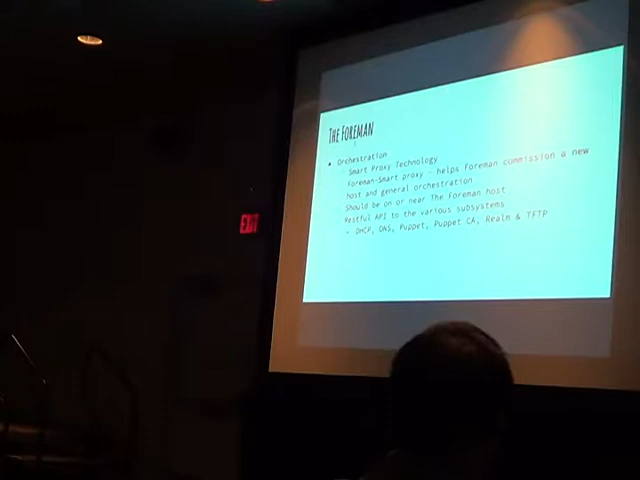 THE FOREMAN
• Orchestration
Smart Proxy Technology
Foreman-Smart proxy - helps Foreman commission a new
host and general orchestration
Should be on or near The Foreman host
Restful API to the various subsystems
- DHCP, DNS, Puppet, Puppet CA, Realm & TFTP
EXIT